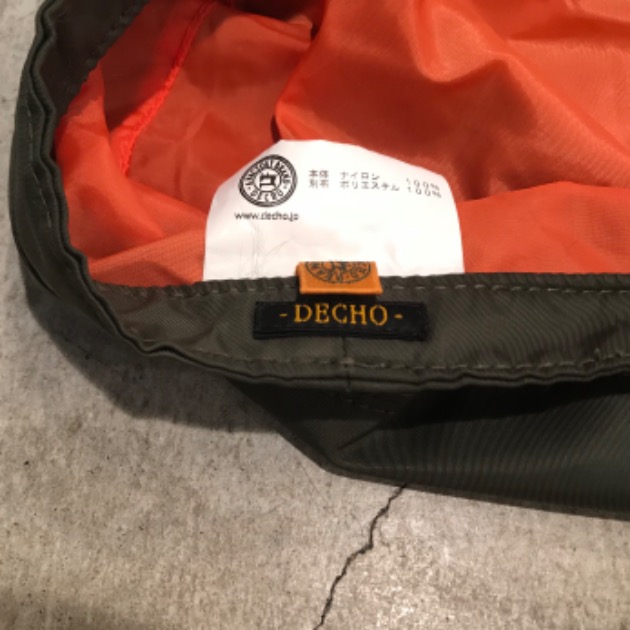 DECHO
www.decho.jp
本体 ナイロン 100%
別布 ポリエステル 100%
- DECHO -